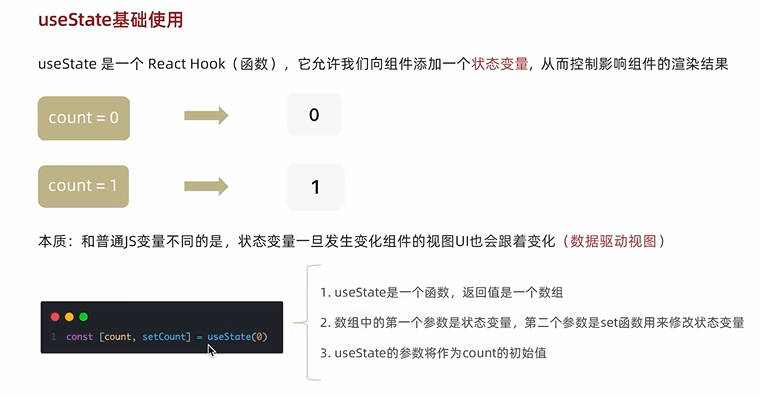 useState基础使用
useState 是一个 React Hook（函数），它允许我们向组件添加一个状态变量, 从而控制影响组件的渲染结果
count = 0
0
count = 1
1
本质：和普通JS变量不同的是，状态变量一旦发生变化组件的视图UI也会跟着变化（数据驱动视图）
1 const [count, setCount] = useState(0)
1. useState是一个函数，返回值是一个数组
2. 数组中的第一个参数是状态变量，第二个参数是set函数用来修改状态变量
3. useState的参数将作为count的初始值